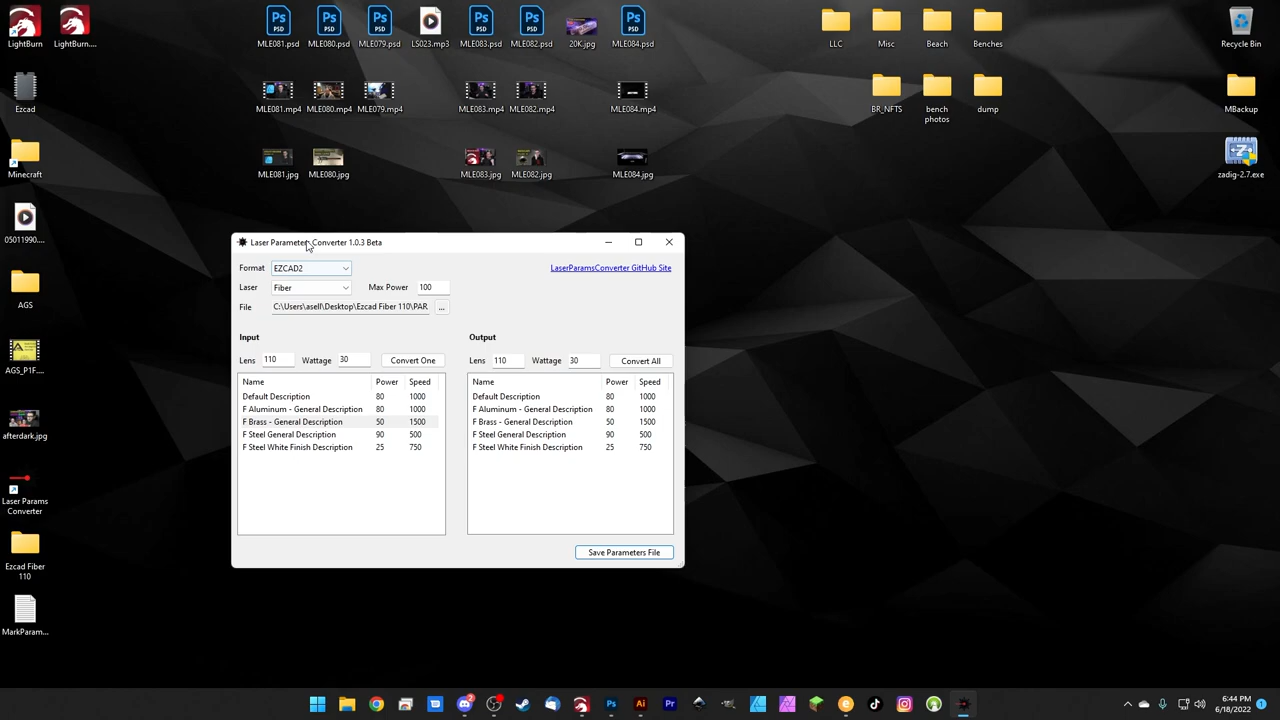 LightBurn
LightBurn....
MLE081.psd
MLE080.psd
MLE079.psd
LS023.mp3
MLE083.psd
MLE082.psd
20K.jpg
MLE084.psd
LLC
Misc
Beach
Benches
Recycle Bin
Ezcad
MLE081.mp4
MLE080.mp4
MLE079.mp4
MLE083.mp4
MLE082.mp4
MLE084.mp4
BR_NFTS
bench
photos
dump
MBackup
Minecraft
MLE081.jpg
MLE080.jpg
MLE083.jpg
MLE082.jpg
MLE084.jpg
zadig-2.7.exe
05011990....
AGS
AGS_P1F....
afterdark.jpg
Laser Params
Converter
Ezcad Fiber
110
MarkParam...
Laser Parameters Converter 1.0.3 Beta
Format EZCAD2 LaserParamsConverter GitHub Site
Laser Fiber Max Power 100
File C:\Users\asell\Desktop\Ezcad Fiber 110\PAR ...
Input Output
Lens 110 Wattage 30 Convert One Lens 110 Wattage 30 Convert All
Name Power Speed Name Power Speed
Default Description 80 1000 Default Description 80 1000
F Aluminum - General Description 80 1000 F Aluminum - General Description 80 1000
F Brass - General Description 50 1500 F Brass - General Description 50 1500
F Steel General Description 90 500 F Steel General Description 90 500
F Steel White Finish Description 25 750 F Steel White Finish Description 25 750
Save Parameters File
6:44 PM
6/18/2022